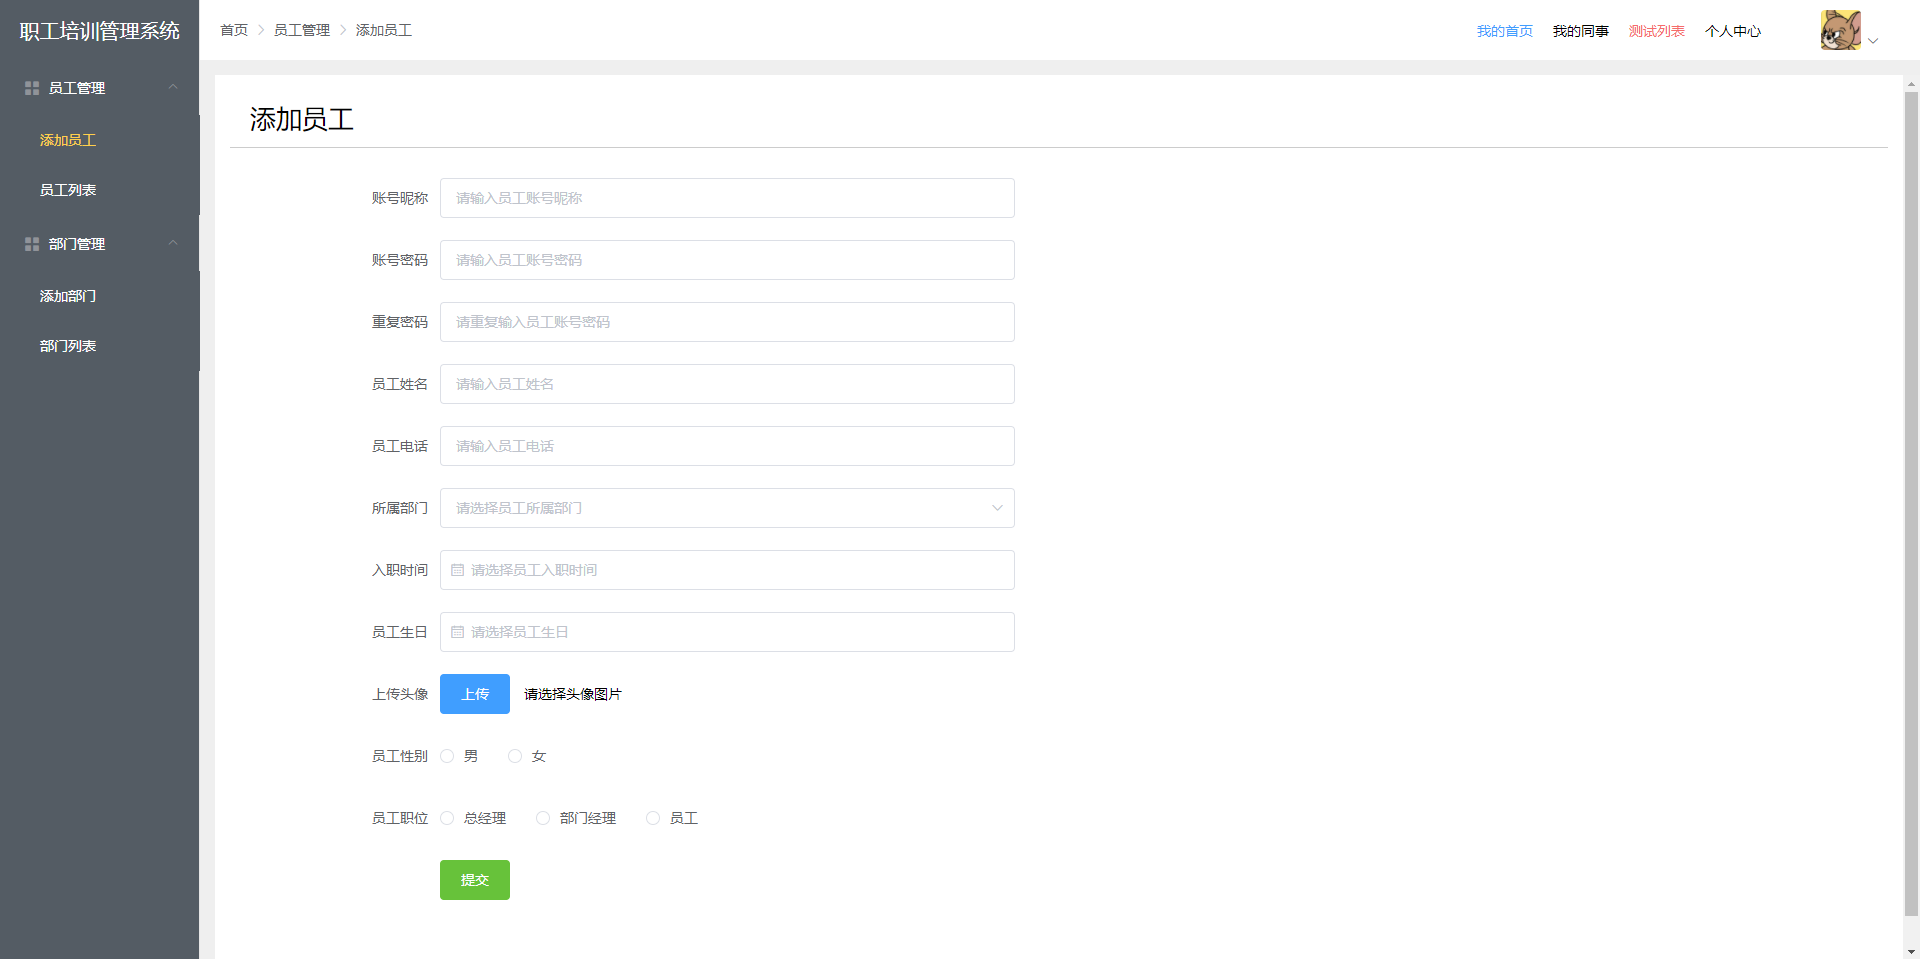 职工培训管理系统
首页 员工管理 添加员工
我的首页 我的同事 测试列表 个人中心
员工管理
添加员工
员工列表
部门管理
添加部门
部门列表
添加员工
账号昵称 请输入员工账号昵称
账号密码 请输入员工账号密码
重复密码 请重复输入员工账号密码
员工姓名 请输入员工姓名
员工电话 请输入员工电话
所属部门 请选择员工所属部门
入职时间 请选择员工入职时间
员工生日 请选择员工生日
上传头像 上传 请选择头像图片
员工性别 男 女
员工职位 总经理 部门经理 员工
提交